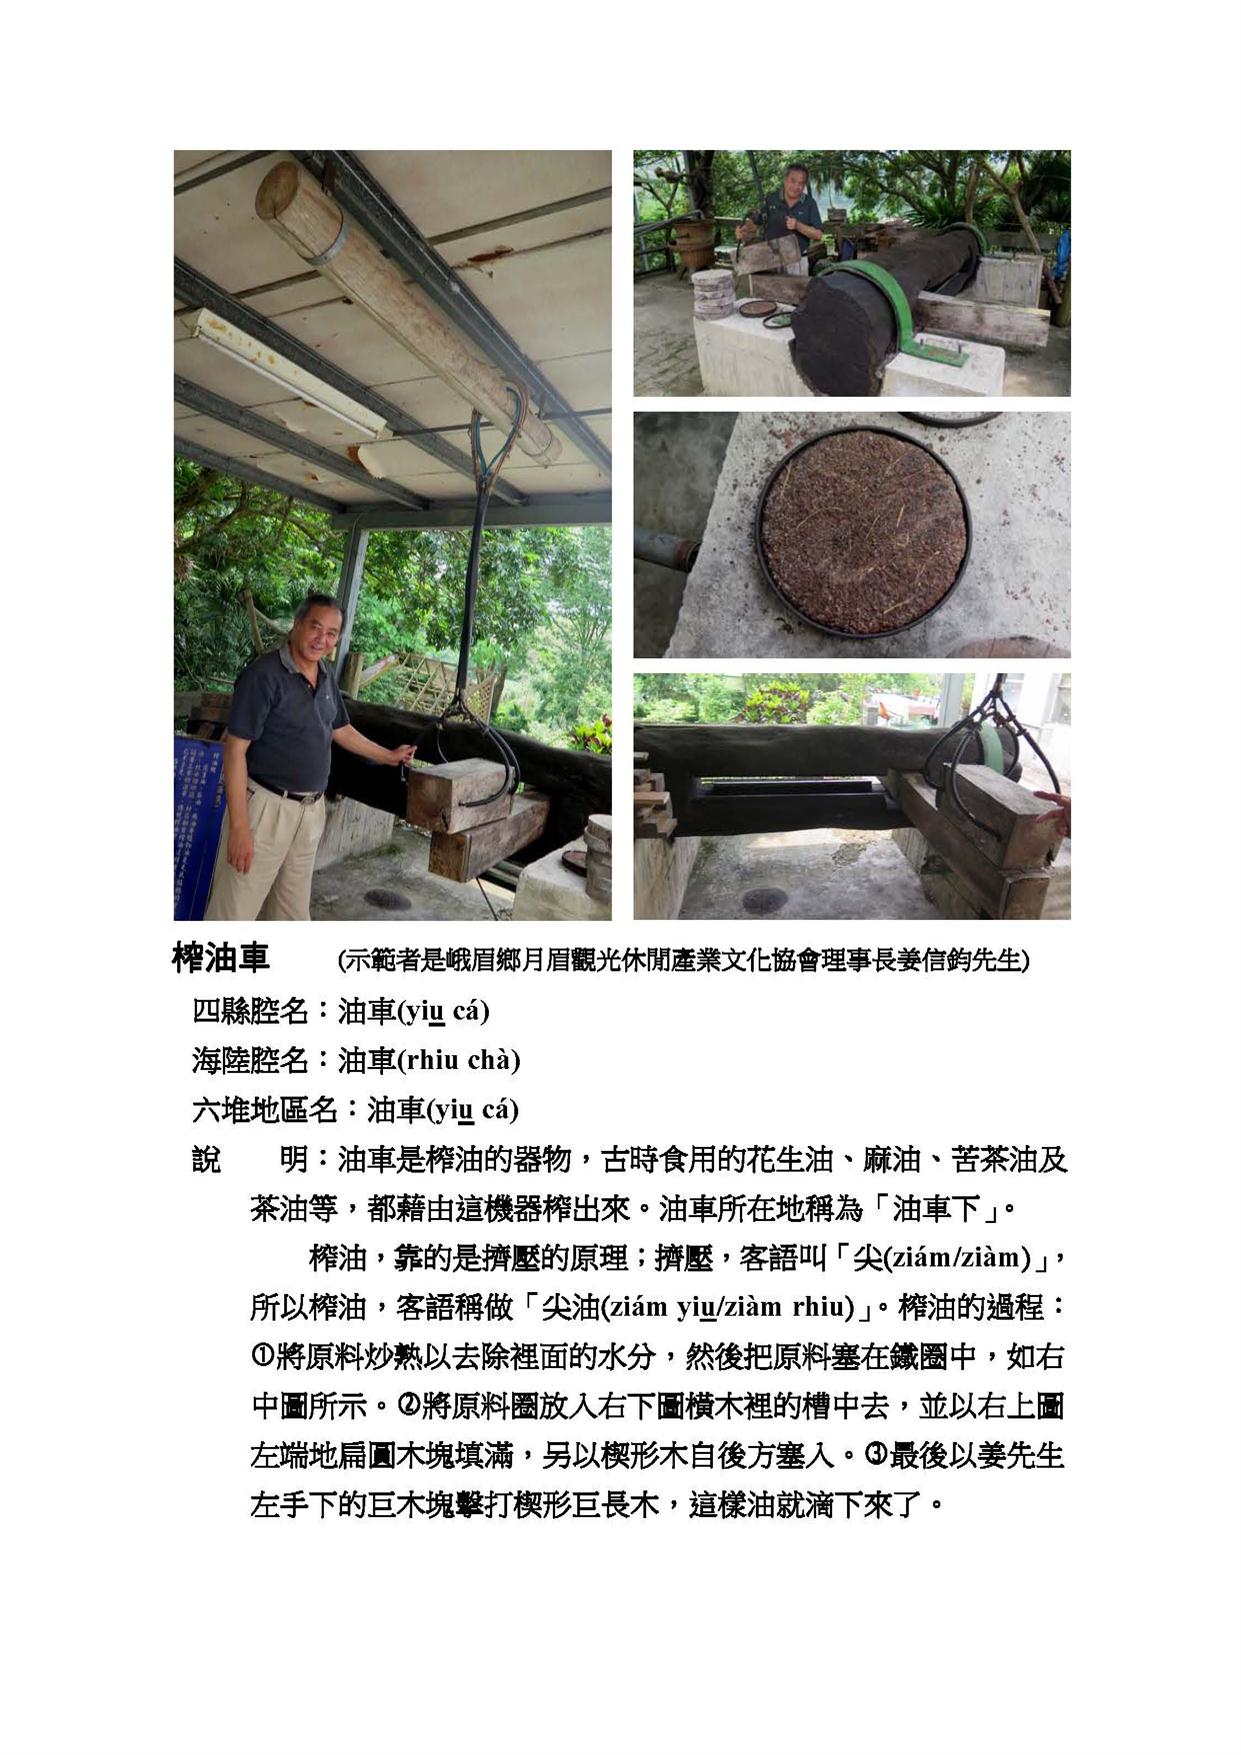 榨油車 (示範者是峨眉鄉月眉觀光休閒產業文化協會理事長姜信鈞先生)
四縣腔名：油車(yiu cá)
海陸腔名：油車(rhiu chà)
六堆地區名：油車(yiu cá)
說　　明：油車是榨油的器物，古時食用的花生油、麻油、苦茶油及
茶油等，都藉由這機器榨出來。油車所在地稱為「油車下」。
榨油，靠的是擠壓的原理；擠壓，客語叫「尖(ziám/ziàm)」，
所以榨油，客語稱做「尖油(ziám yiu/ziàm rhiu)」。榨油的過程：
①將原料炒熟以去除裡面的水分，然後把原料塞在鐵圈中，如右
中圖所示。②將原料圈放入右下圖橫木裡的槽中去，並以右上圖
左端地扁圓木塊填滿，另以楔形木自後方塞入。③最後以姜先生
左手下的巨木塊擊打楔形巨長木，這樣油就滴下來了。